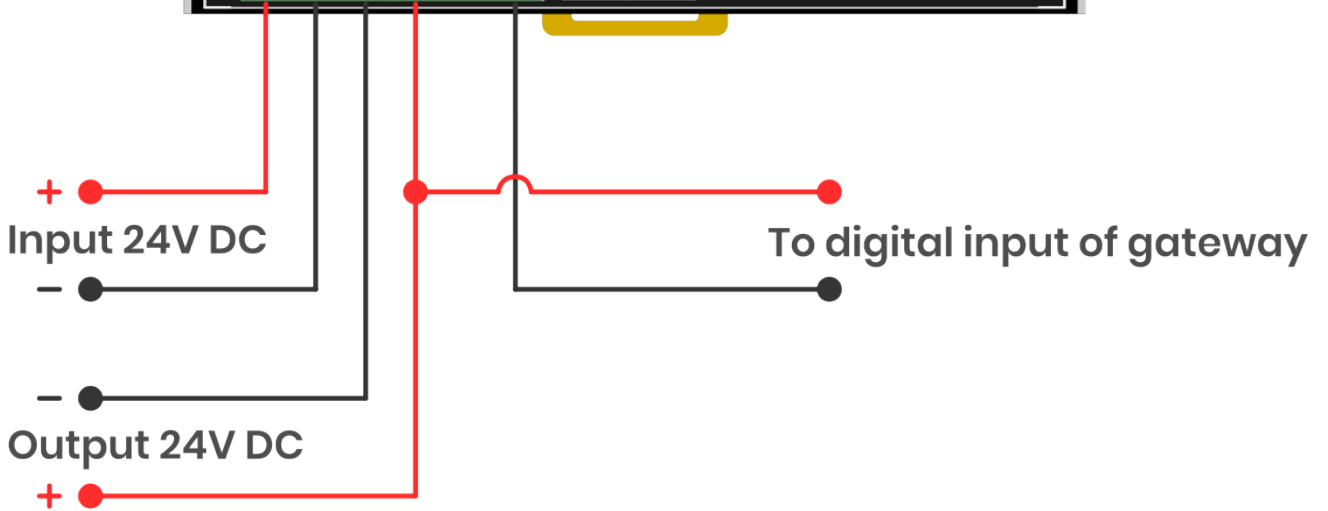 +
Input 24V DC
To digital input of gateway
−
−
Output 24V DC
+